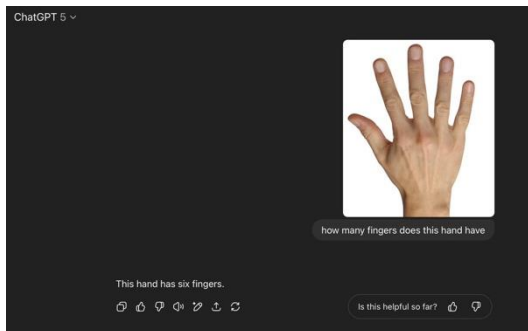 ChatGPT 5
how many fingers does this hand have
This hand has six fingers.
Is this helpful so far?